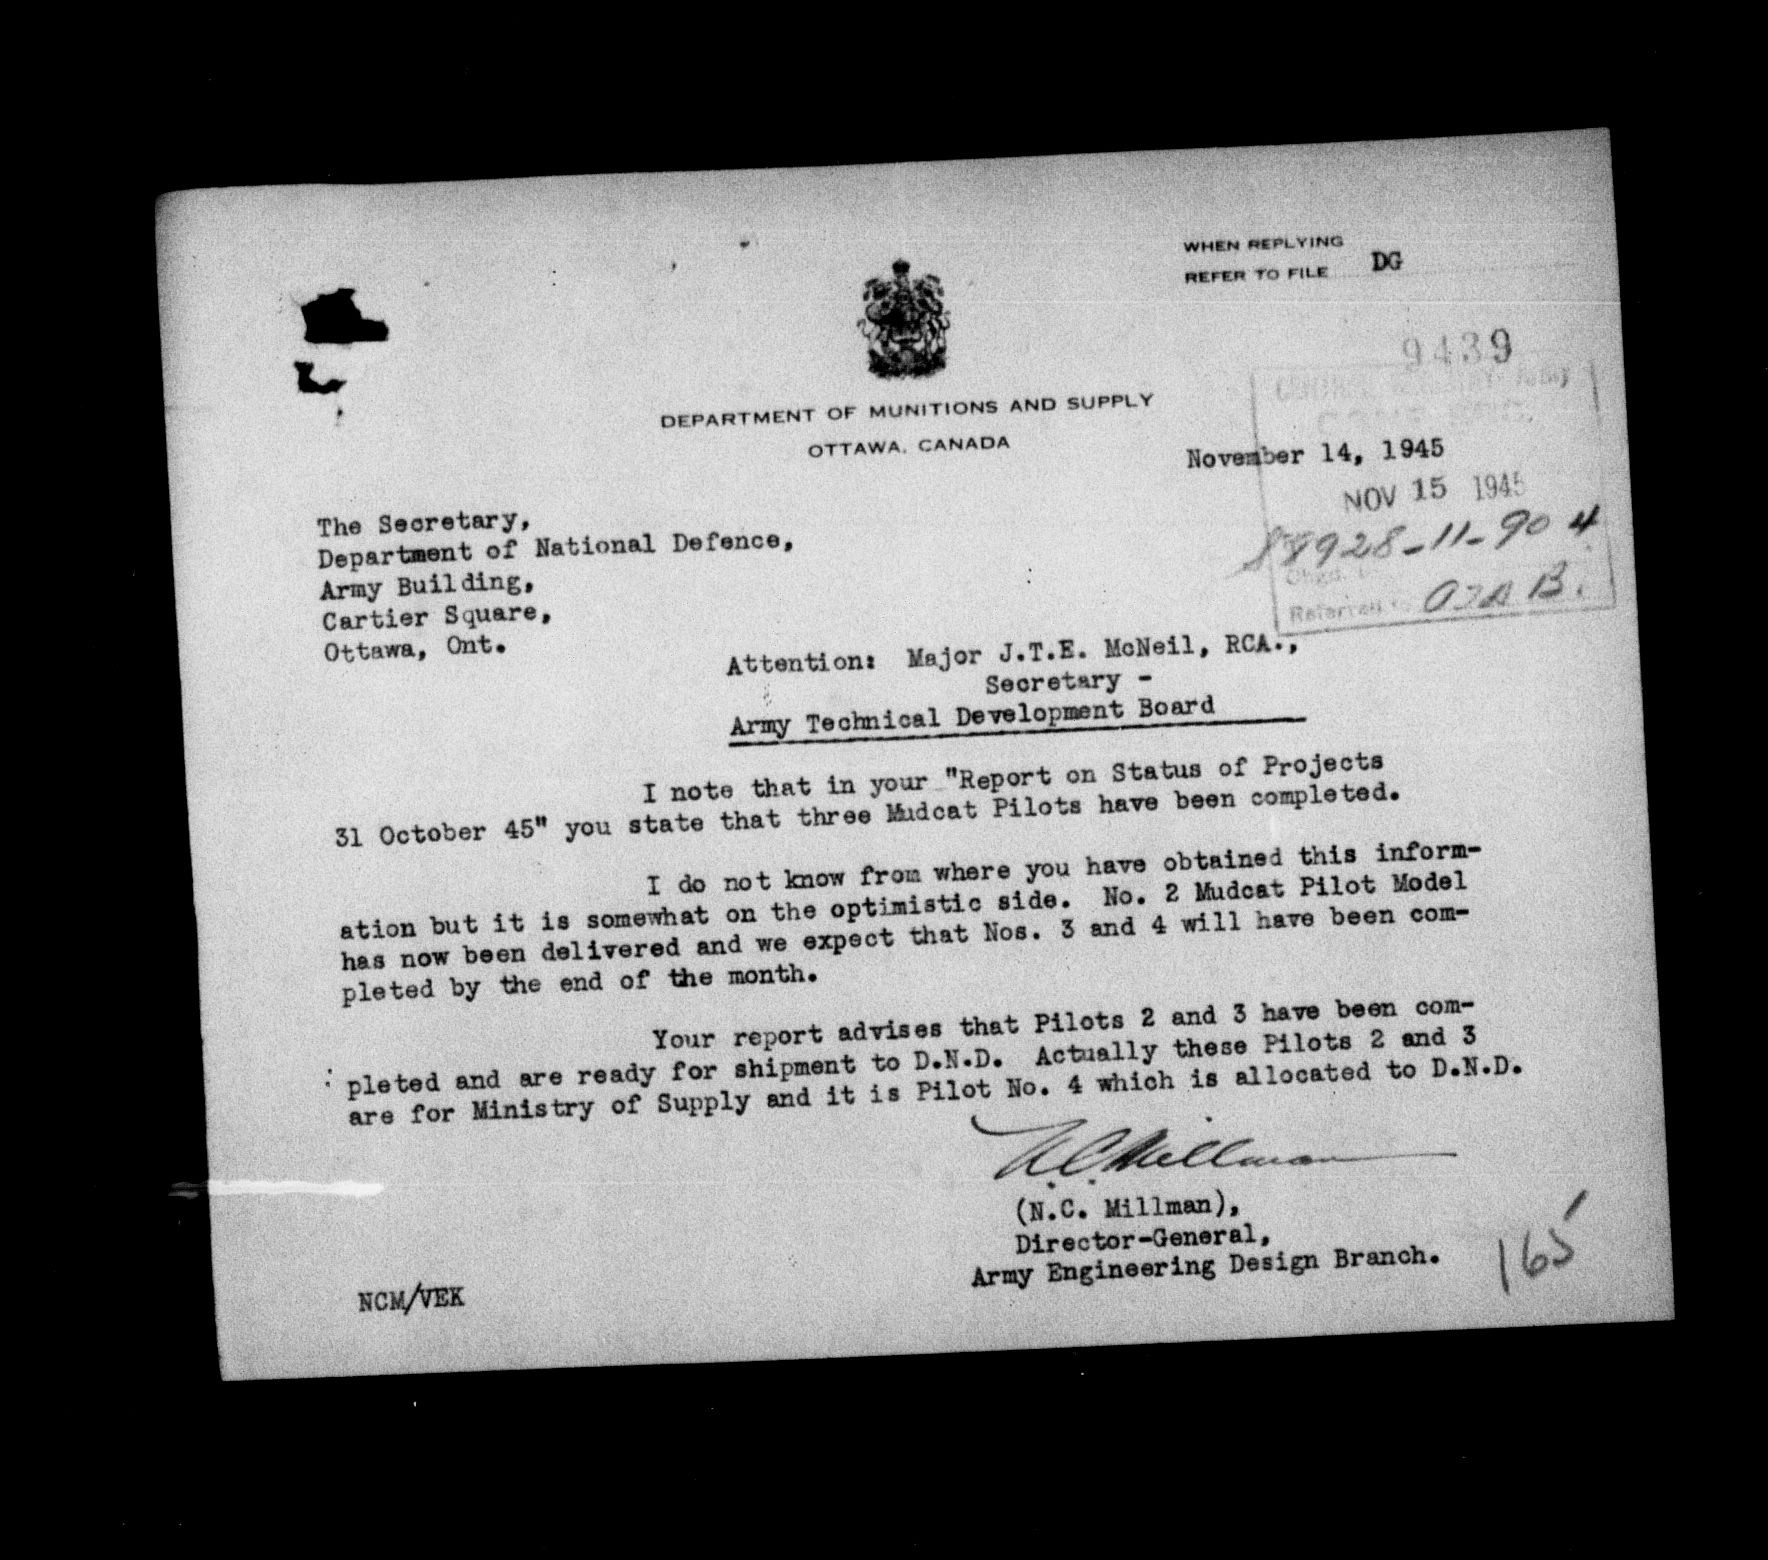 WHEN REPLYING
REFER TO FILE DG
9439
DEPARTMENT OF MUNITIONS AND SUPPLY
OTTAWA, CANADA
November 14, 1945
NOV 15 1945
The Secretary,
Department of National Defence,
Army Building,
Cartier Square,
Ottawa, Ont.
Referred to
Attention: Major J.T.E. McNeil, RCA.,
Secretary -
Army Technical Development Board
I note that in your "Report on Status of Projects
31 October 45" you state that three Mudcat Pilots have been completed.
I do not know from where you have obtained this inform-
ation but it is somewhat on the optimistic side. No. 2 Mudcat Pilot Model
has now been delivered and we expect that Nos. 3 and 4 will have been com-
pleted by the end of the month.
Your report advises that Pilots 2 and 3 have been com-
pleted and are ready for shipment to D.N.D. Actually these Pilots 2 and 3
are for Ministry of Supply and it is Pilot No. 4 which is allocated to D.N.D.
N.C. Millman
(N.C. Millman),
Director-General,
Army Engineering Design Branch.
165
NCM/VEK